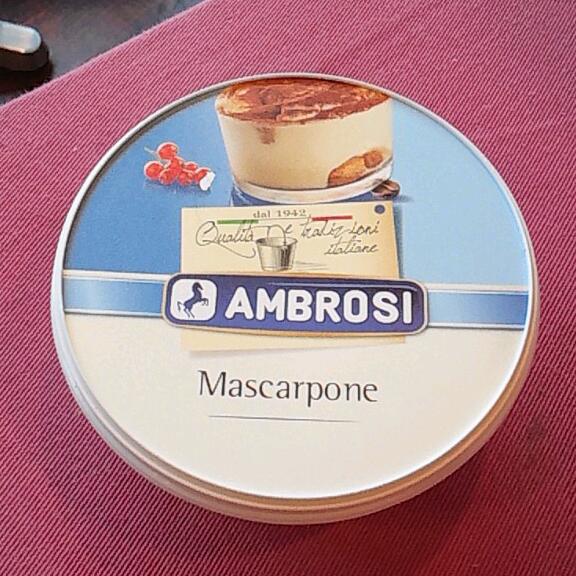 dal 1942
Qualità e tradizioni
italiane
AMBROSI
Mascarpone